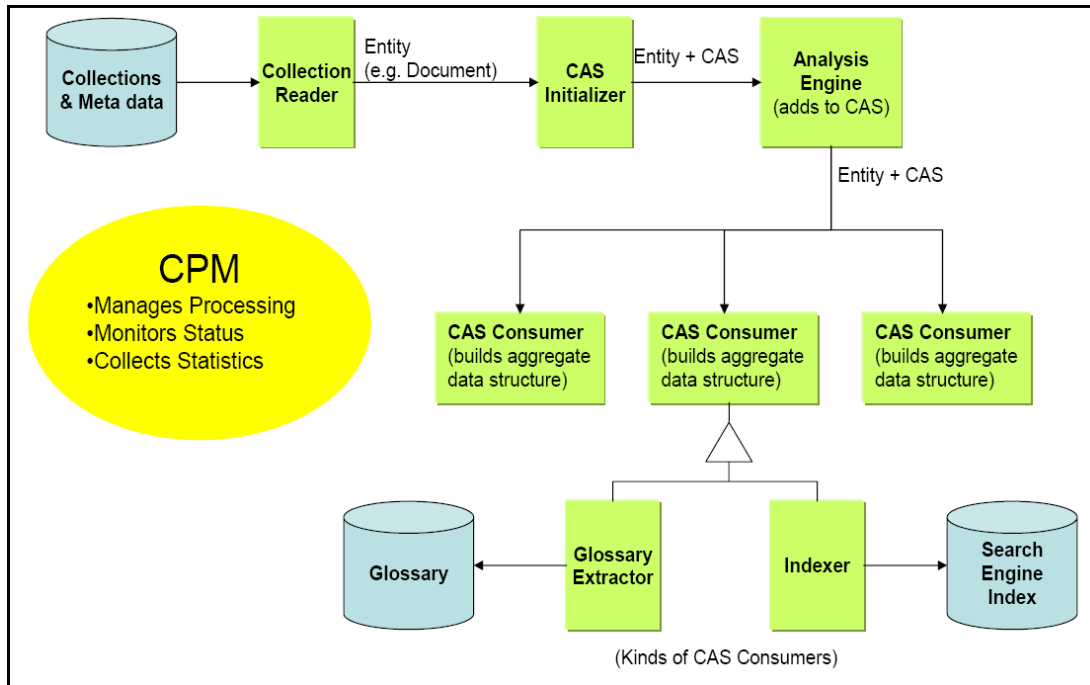 Collections
& Meta data
Collection
Reader
Entity
(e.g. Document)
CAS
Initializer
Entity + CAS
Analysis
Engine
(adds to CAS)
Entity + CAS
CPM
•Manages Processing
•Monitors Status
•Collects Statistics
CAS Consumer
(builds aggregate
data structure)
CAS Consumer
(builds aggregate
data structure)
CAS Consumer
(builds aggregate
data structure)
Glossary
Glossary
Extractor
Indexer
Search
Engine
Index
(Kinds of CAS Consumers)